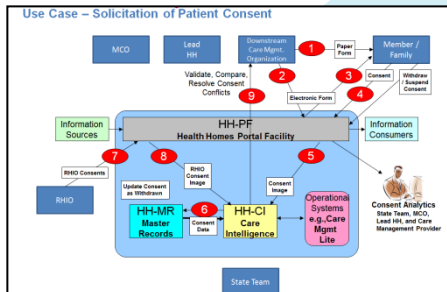 Use Case – Solicitation of Patient Consent
MCO
Lead
HH
Downstream
Care Mgmt.
Organization
1
Paper
Form
Member /
Family
Validate, Compare,
Resolve Consent
Conflicts
2
3
4
Consent
Withdraw
/
Suspend
Consent
9
Electronic Form
Information
Sources
HH-PF
Health Homes Portal Facility
Information
Consumers
7
8
5
RHIO Consents
RHIO
Consent
Image
Consent
Image
RHIO
Update Consent
as Withdrawn
HH-MR
Master
Records
6
Consent
Data
HH-CI
Care
Intelligence
Operational
Systems
e.g.,Care
Mgmt
Lite
Consent Analytics
State Team, MCO,
Lead HH, and Care
Management Provider
State Team